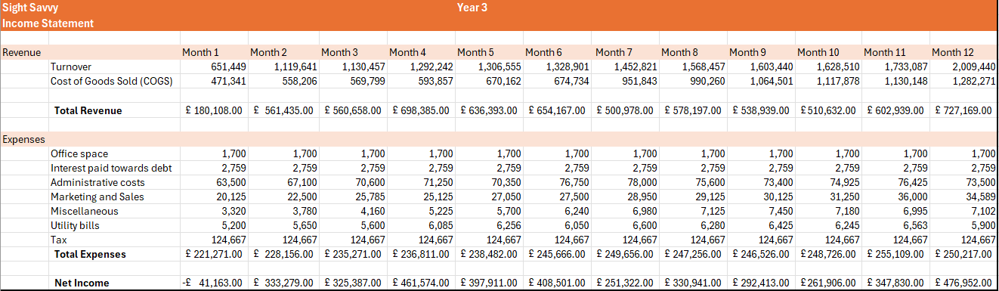 Sight Savvy Year 3
Income Statement
Revenue Month 1 Month 2 Month 3 Month 4 Month 5 Month 6 Month 7 Month 8 Month 9 Month 10 Month 11 Month 12
Turnover 651,449 1,119,641 1,130,457 1,292,242 1,306,555 1,328,901 1,452,821 1,568,457 1,603,440 1,628,510 1,733,087 2,009,440
Cost of Goods Sold (COGS) 471,341 558,206 569,799 593,857 670,162 674,734 951,843 990,260 1,064,501 1,117,878 1,130,148 1,282,271
Total Revenue £ 180,108.00 £ 561,435.00 £ 560,658.00 £ 698,385.00 £ 636,393.00 £ 654,167.00 £ 500,978.00 £ 578,197.00 £ 538,939.00 £ 510,632.00 £ 602,939.00 £ 727,169.00
Expenses
Office space 1,700 1,700 1,700 1,700 1,700 1,700 1,700 1,700 1,700 1,700 1,700 1,700
Interest paid towards debt 2,759 2,759 2,759 2,759 2,759 2,759 2,759 2,759 2,759 2,759 2,759 2,759
Administrative costs 63,500 67,100 70,600 71,250 70,350 76,750 78,000 75,600 73,400 74,925 76,425 73,500
Marketing and Sales 20,125 22,500 25,785 25,125 27,050 27,500 28,950 29,125 30,125 31,250 36,000 34,589
Miscellaneous 3,320 3,780 4,160 5,225 5,700 6,240 6,980 7,125 7,450 7,180 6,995 7,102
Utility bills 5,200 5,650 5,600 6,085 6,256 6,050 6,600 6,280 6,425 6,245 6,563 5,900
Tax 124,667 124,667 124,667 124,667 124,667 124,667 124,667 124,667 124,667 124,667 124,667 124,667
Total Expenses £ 221,271.00 £ 228,156.00 £ 235,271.00 £ 236,811.00 £ 238,482.00 £ 245,666.00 £ 249,656.00 £ 247,256.00 £ 246,526.00 £ 248,726.00 £ 255,109.00 £ 250,217.00
Net Income -£ 41,163.00 £ 333,279.00 £ 325,387.00 £ 461,574.00 £ 397,911.00 £ 408,501.00 £ 251,322.00 £ 330,941.00 £ 292,413.00 £ 261,906.00 £ 347,830.00 £ 476,952.00